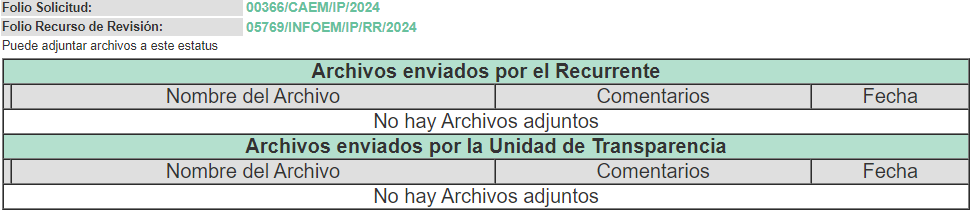 Folio Solicitud: 00366/CAEM/IP/2024
Folio Recurso de Revisión: 05769/INFOEM/IP/RR/2024
Puede adjuntar archivos a este estatus
Archivos enviados por el Recurrente
Nombre del Archivo Comentarios Fecha
No hay Archivos adjuntos
Archivos enviados por la Unidad de Transparencia
Nombre del Archivo Comentarios Fecha
No hay Archivos adjuntos